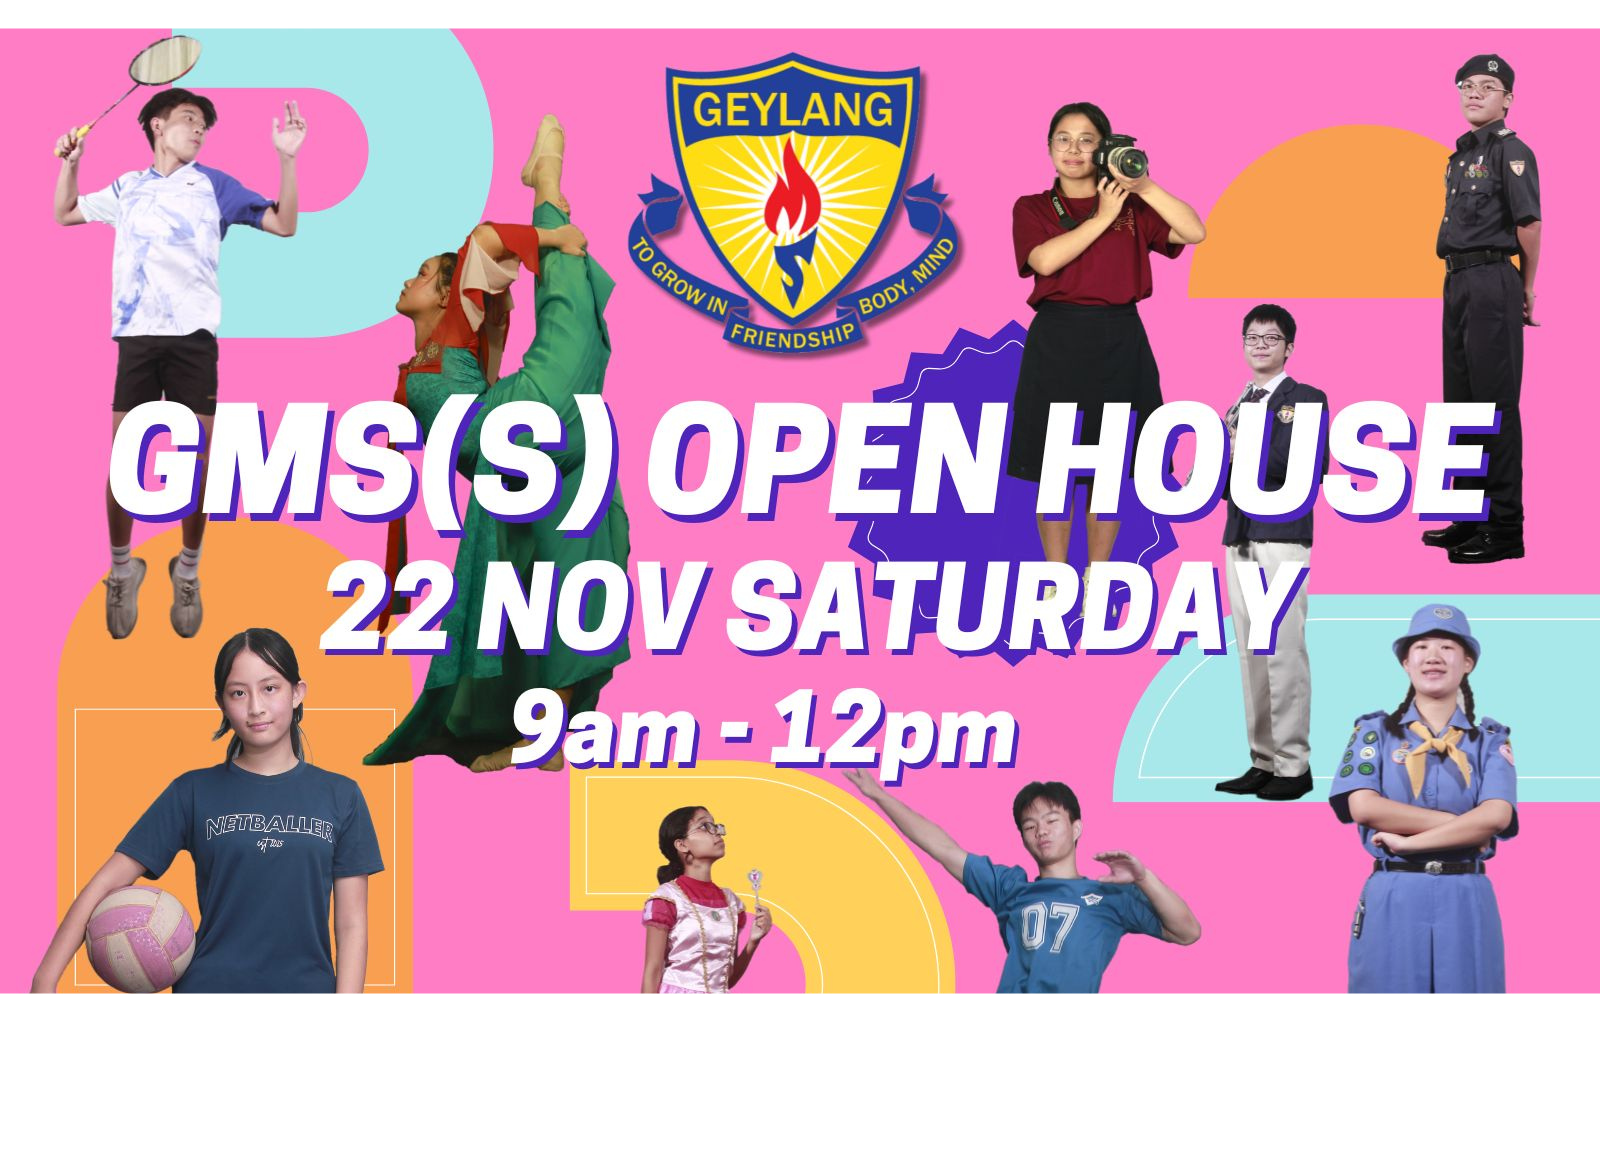 GEYLANG
TO GROW IN
FRIENDSHIP
BODY, MIND
GMS(S) OPEN HOUSE
22 NOV SATURDAY
9am - 12pm
NETBALLER
07